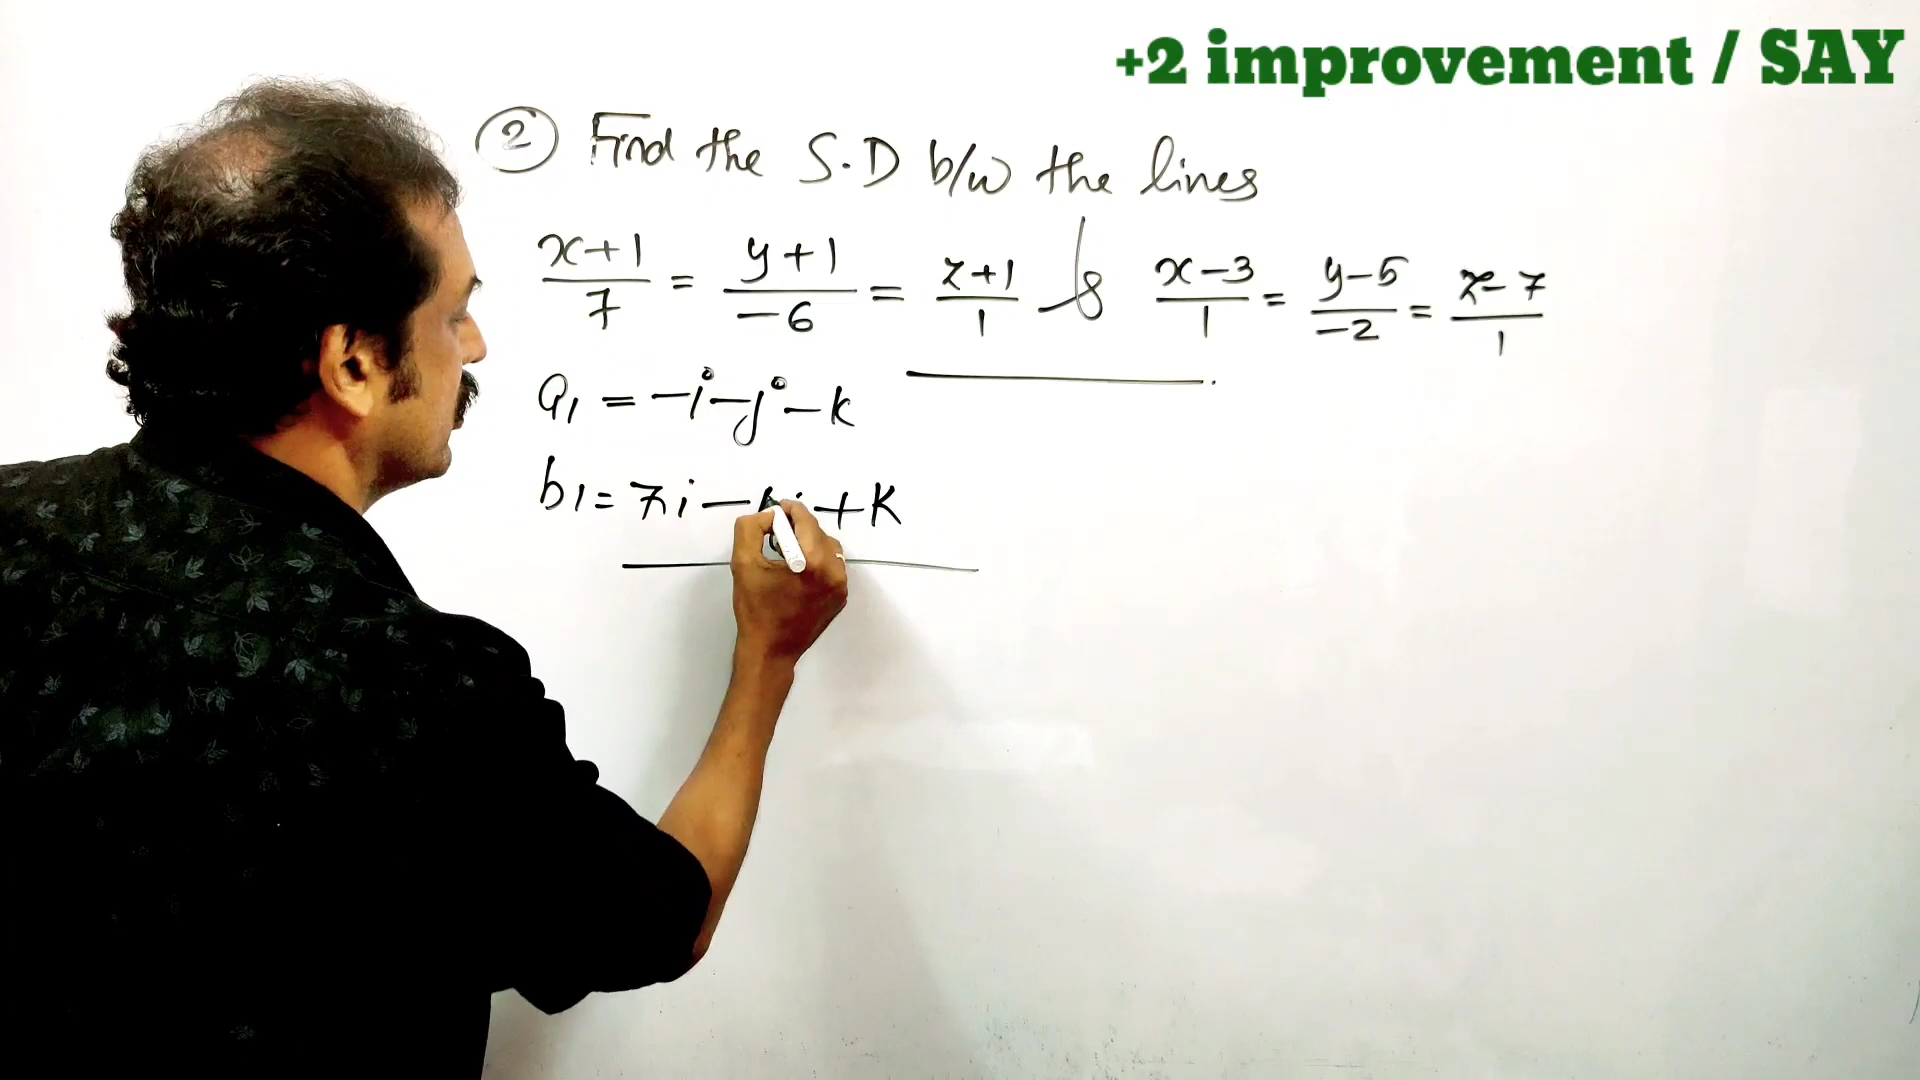 +2 improvement / SAY
② Find the S.D b/w the lines
x+1/7 = y+1/-6 = z+1/1 & x-3/1 = y-5/-2 = z-7/1
a1 = -i-j-k
b1 = 7i-6j+k